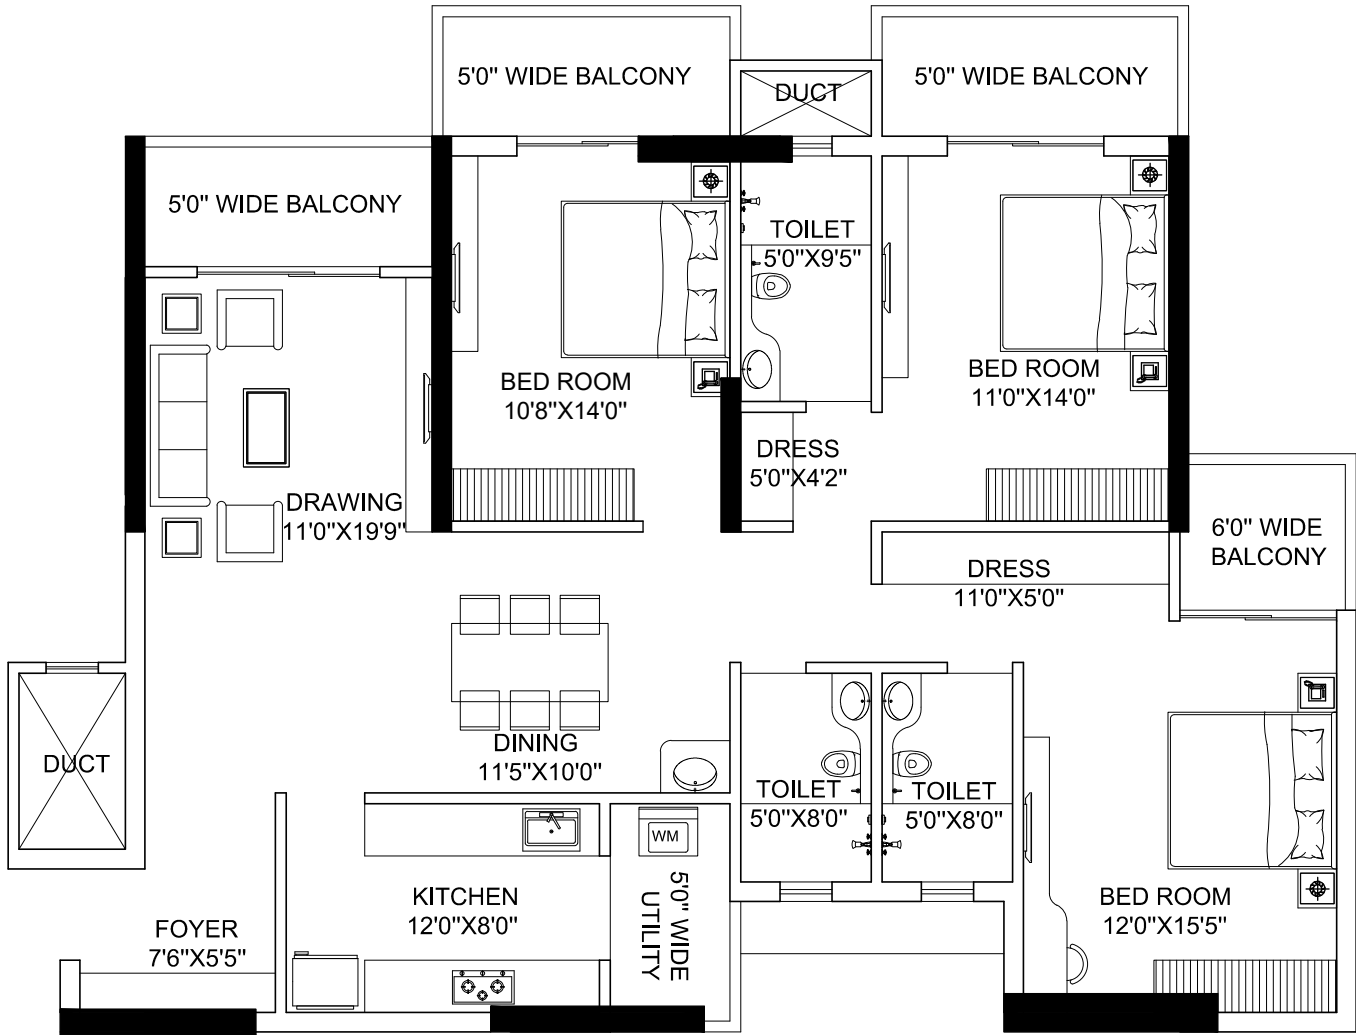 5'0" WIDE BALCONY
DUCT
5'0" WIDE BALCONY
5'0" WIDE BALCONY
TOILET
5'0"X9'5"
BED ROOM
10'8"X14'0"
BED ROOM
11'0"X14'0"
DRESS
5'0"X4'2"
DRAWING
11'0"X19'9"
6'0" WIDE
BALCONY
DRESS
11'0"X5'0"
DINING
11'5"X10'0"
DUCT
TOILET
5'0"X8'0"
TOILET
5'0"X8'0"
WM
KITCHEN
12'0"X8'0"
5'0" WIDE
UTILITY
BED ROOM
12'0"X15'5"
FOYER
7'6"X5'5"